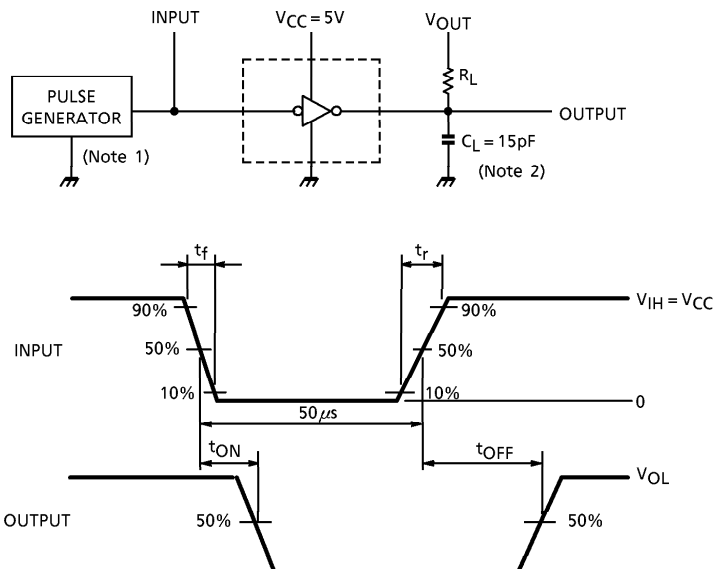 INPUT
VCC = 5V
VOUT
RL
PULSE
GENERATOR
OUTPUT
(Note 1)
CL = 15pF
(Note 2)
tf
tr
90%
90%
VIH = VCC
INPUT
50%
50%
10%
10%
0
50μs
tON
tOFF
VOL
OUTPUT
50%
50%